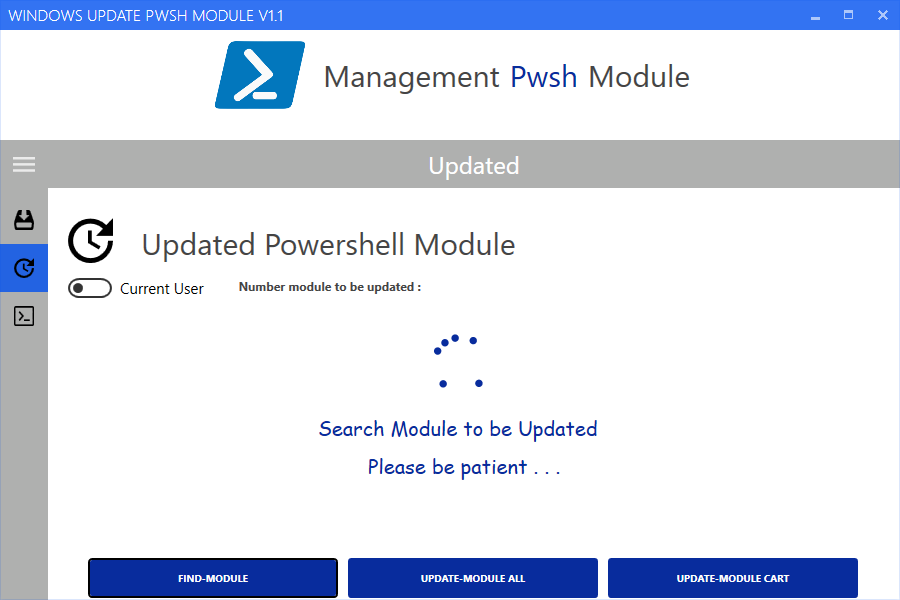 WINDOWS UPDATE PWSH MODULE V1.1
Management Pwsh Module
Updated
Updated Powershell Module
Current User
Number module to be updated :
Search Module to be Updated
Please be patient . . .
FIND-MODULE
UPDATE-MODULE ALL
UPDATE-MODULE CART